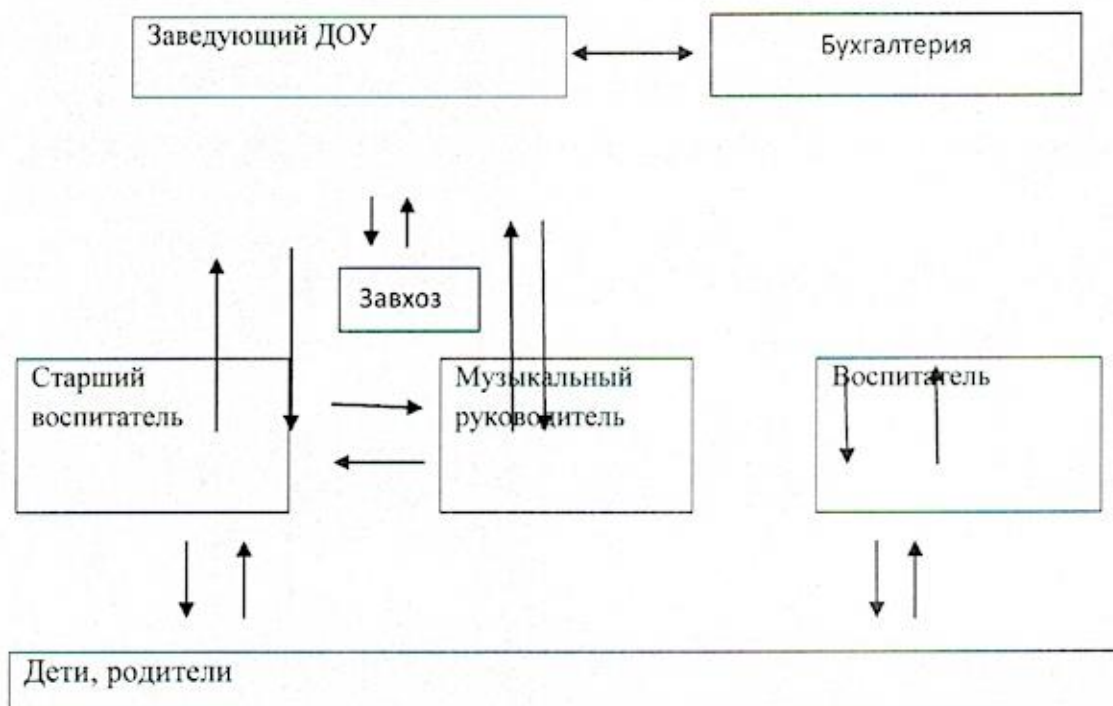 Заведующий ДОУ
Бухгалтерия
Завхоз
Старший
воспитатель
Музыкальный
руководитель
Воспитатель
Дети, родители